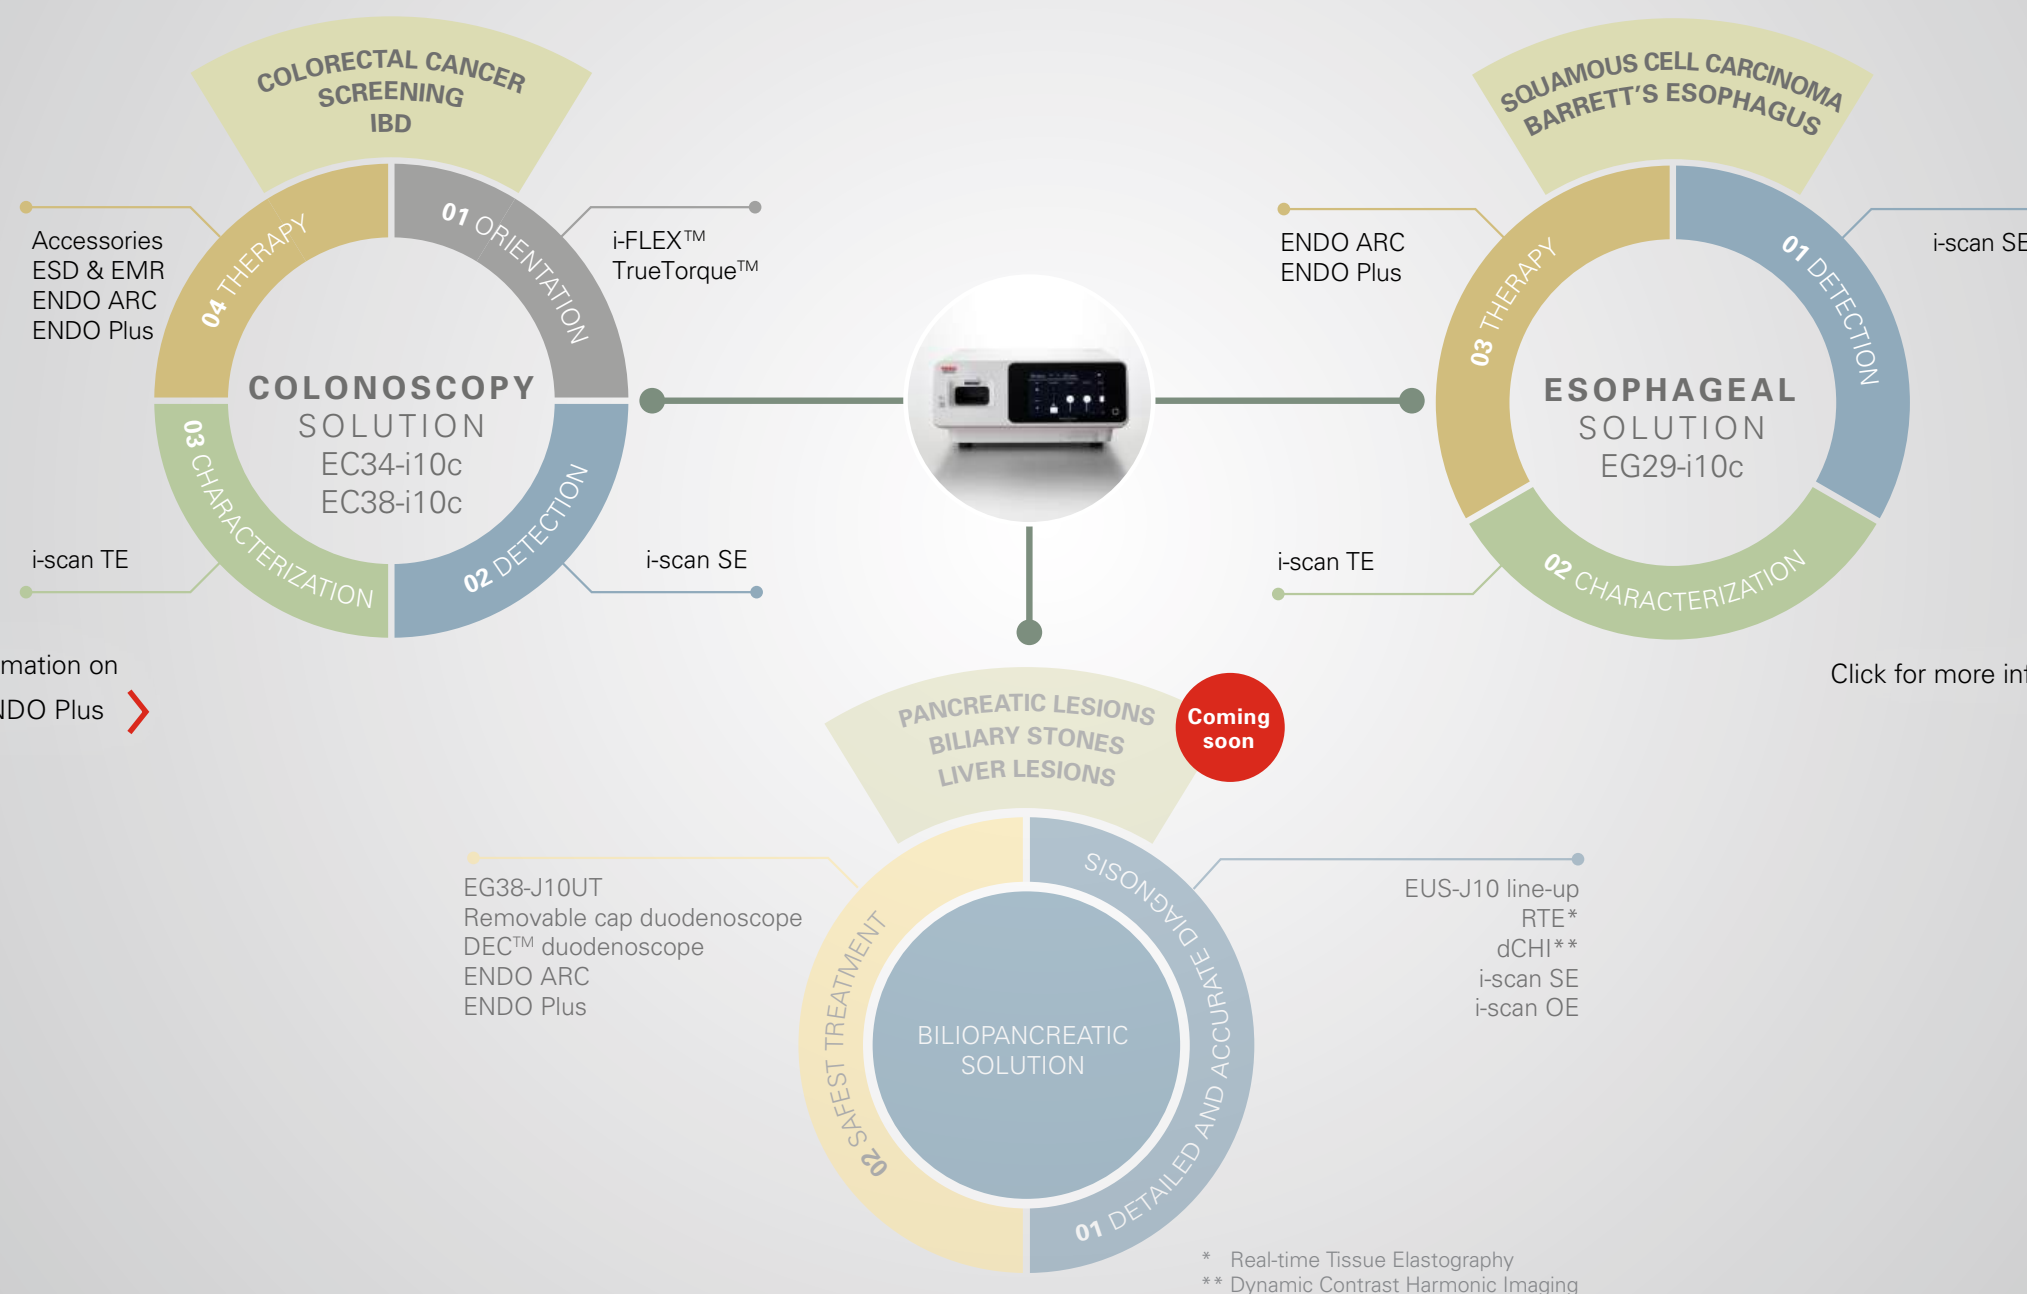 COLORECTAL CANCER
SCREENING
IBD
Accessories
ESD & EMR
ENDO ARC
ENDO Plus
04 THERAPY
01 ORIENTATION
i-FLEX™
TrueTorque™
COLONOSCOPY
SOLUTION
EC34-i10c
EC38-i10c
03 CHARACTERIZATION
02 DETECTION
i-scan TE
i-scan SE
mation on
NDO Plus
SQUAMOUS CELL CARCINOMA
BARRETT'S ESOPHAGUS
ENDO ARC
ENDO Plus
03 THERAPY
01 DETECTION
i-scan SE
ESOPHAGEAL
SOLUTION
EG29-i10c
i-scan TE
02 CHARACTERIZATION
Click for more inf
PANCREATIC LESIONS
BILIARY STONES
LIVER LESIONS
Coming
soon
EG38-J10UT
Removable cap duodenoscope
DEC™ duodenoscope
ENDO ARC
ENDO Plus
02 SAFEST TREATMENT
BILIOPANCREATIC
SOLUTION
01 DETAILED AND ACCURATE DIAGNOSIS
EUS-J10 line-up
RTE*
dCHI**
i-scan SE
i-scan OE
* Real-time Tissue Elastography
** Dynamic Contrast Harmonic Imaging